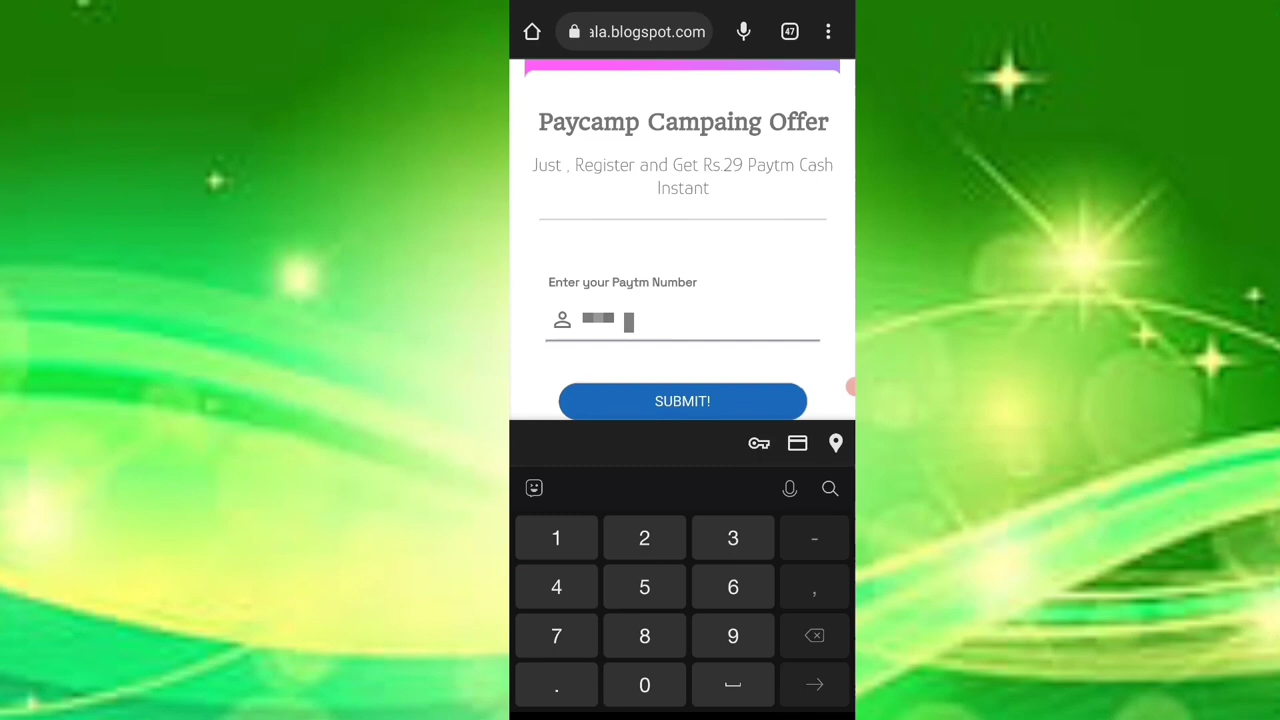 ala.blogspot.com
47
Paycamp Campaing Offer
Just , Register and Get Rs.29 Paytm Cash
Instant
Enter your Paytm Number
SUBMIT!
1 2 3 -
4 5 6 ,
7 8 9
. 0